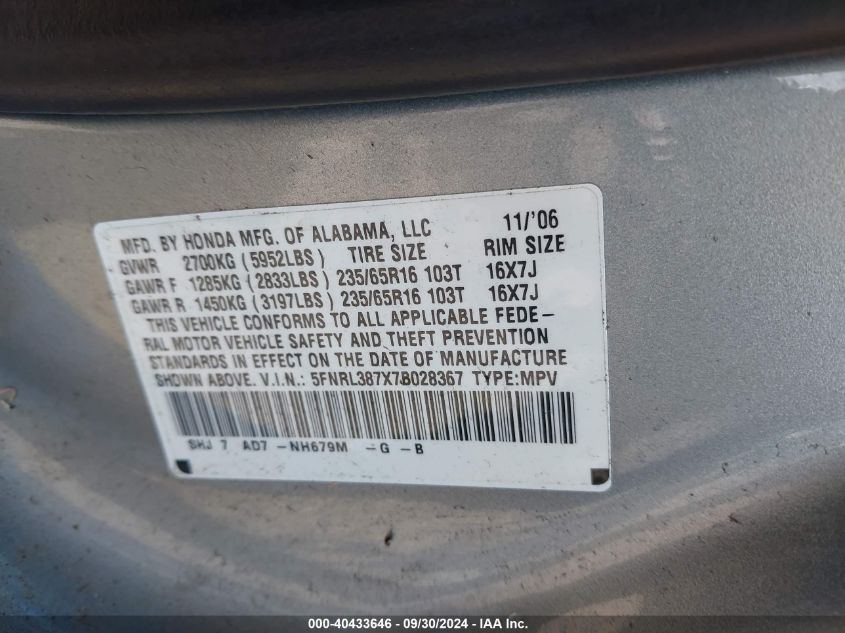 MFD. BY HONDA MFG. OF ALABAMA, LLC 11/'06
GVWR 2700KG (5952LBS) TIRE SIZE RIM SIZE
GAWR F 1285KG (2833LBS) 235/65R16 103T 16X7J
GAWR R 1450KG (3197LBS) 235/65R16 103T 16X7J
THIS VEHICLE CONFORMS TO ALL APPLICABLE FEDE-
RAL MOTOR VEHICLE SAFETY AND THEFT PREVENTION
STANDARDS IN EFFECT ON THE DATE OF MANUFACTURE
SHOWN ABOVE. V.I.N.: 5FNRL387X7B028367 TYPE:MPV
SHJ 7 AD7 -NH679M -G -B
000-40433646 - 09/30/2024 - IAA Inc.